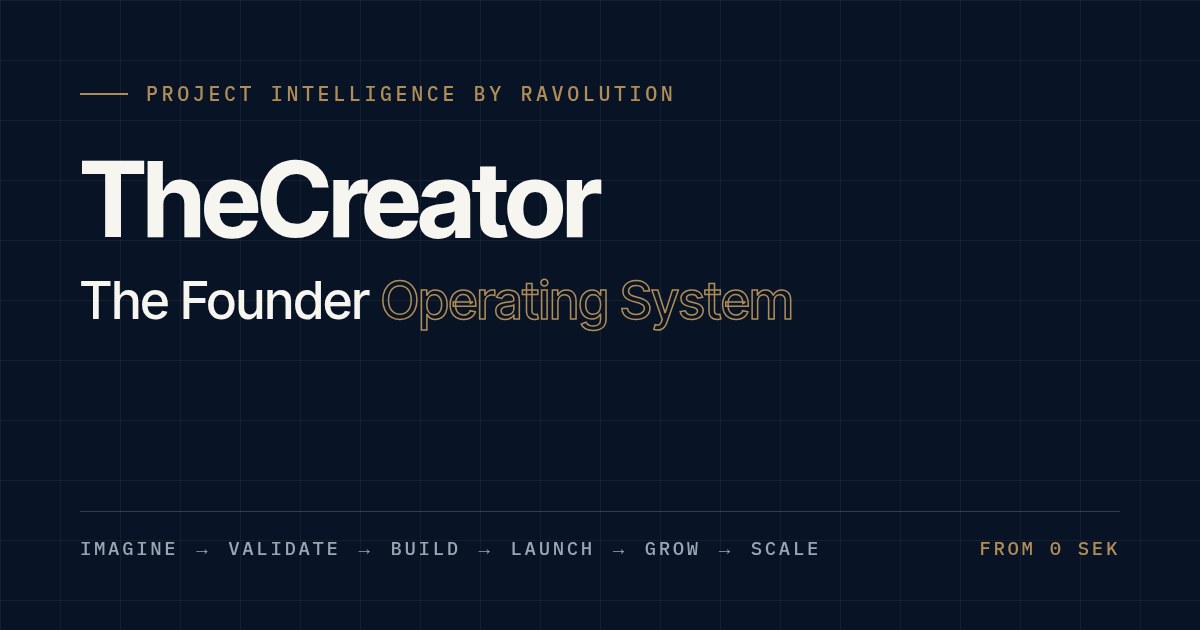 PROJECT INTELLIGENCE BY RAVOLUTION
TheCreator
The Founder Operating System
IMAGINE → VALIDATE → BUILD → LAUNCH → GROW → SCALE
FROM 0 SEK